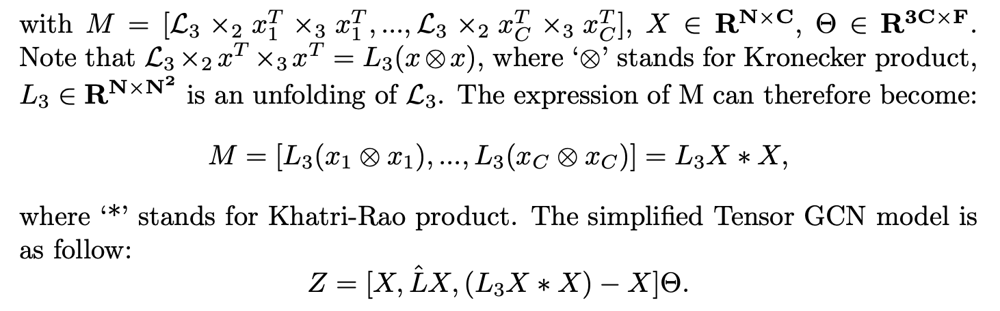 with $M = [\mathcal{L}_3 \times_2 x_1^T \times_3 x_1^T, ..., \mathcal{L}_3 \times_2 x_C^T \times_3 x_C^T]$, $X \in \mathbf{R^{N \times C}}$, $\Theta \in \mathbf{R^{3C \times F}}$.
Note that $\mathcal{L}_3 \times_2 x^T \times_3 x^T = L_3(x \otimes x)$, where ‘$\otimes$’ stands for Kronecker product,
$L_3 \in \mathbf{R^{N \times N^2}}$ is an unfolding of $\mathcal{L}_3$. The expression of M can therefore become:
$M = [L_3(x_1 \otimes x_1), ..., L_3(x_C \otimes x_C)] = L_3 X * X,$
where ‘*’ stands for Khatri-Rao product. The simplified Tensor GCN model is
as follow:
$Z = [X, \hat{L}X, (L_3 X * X) - X]\Theta.$